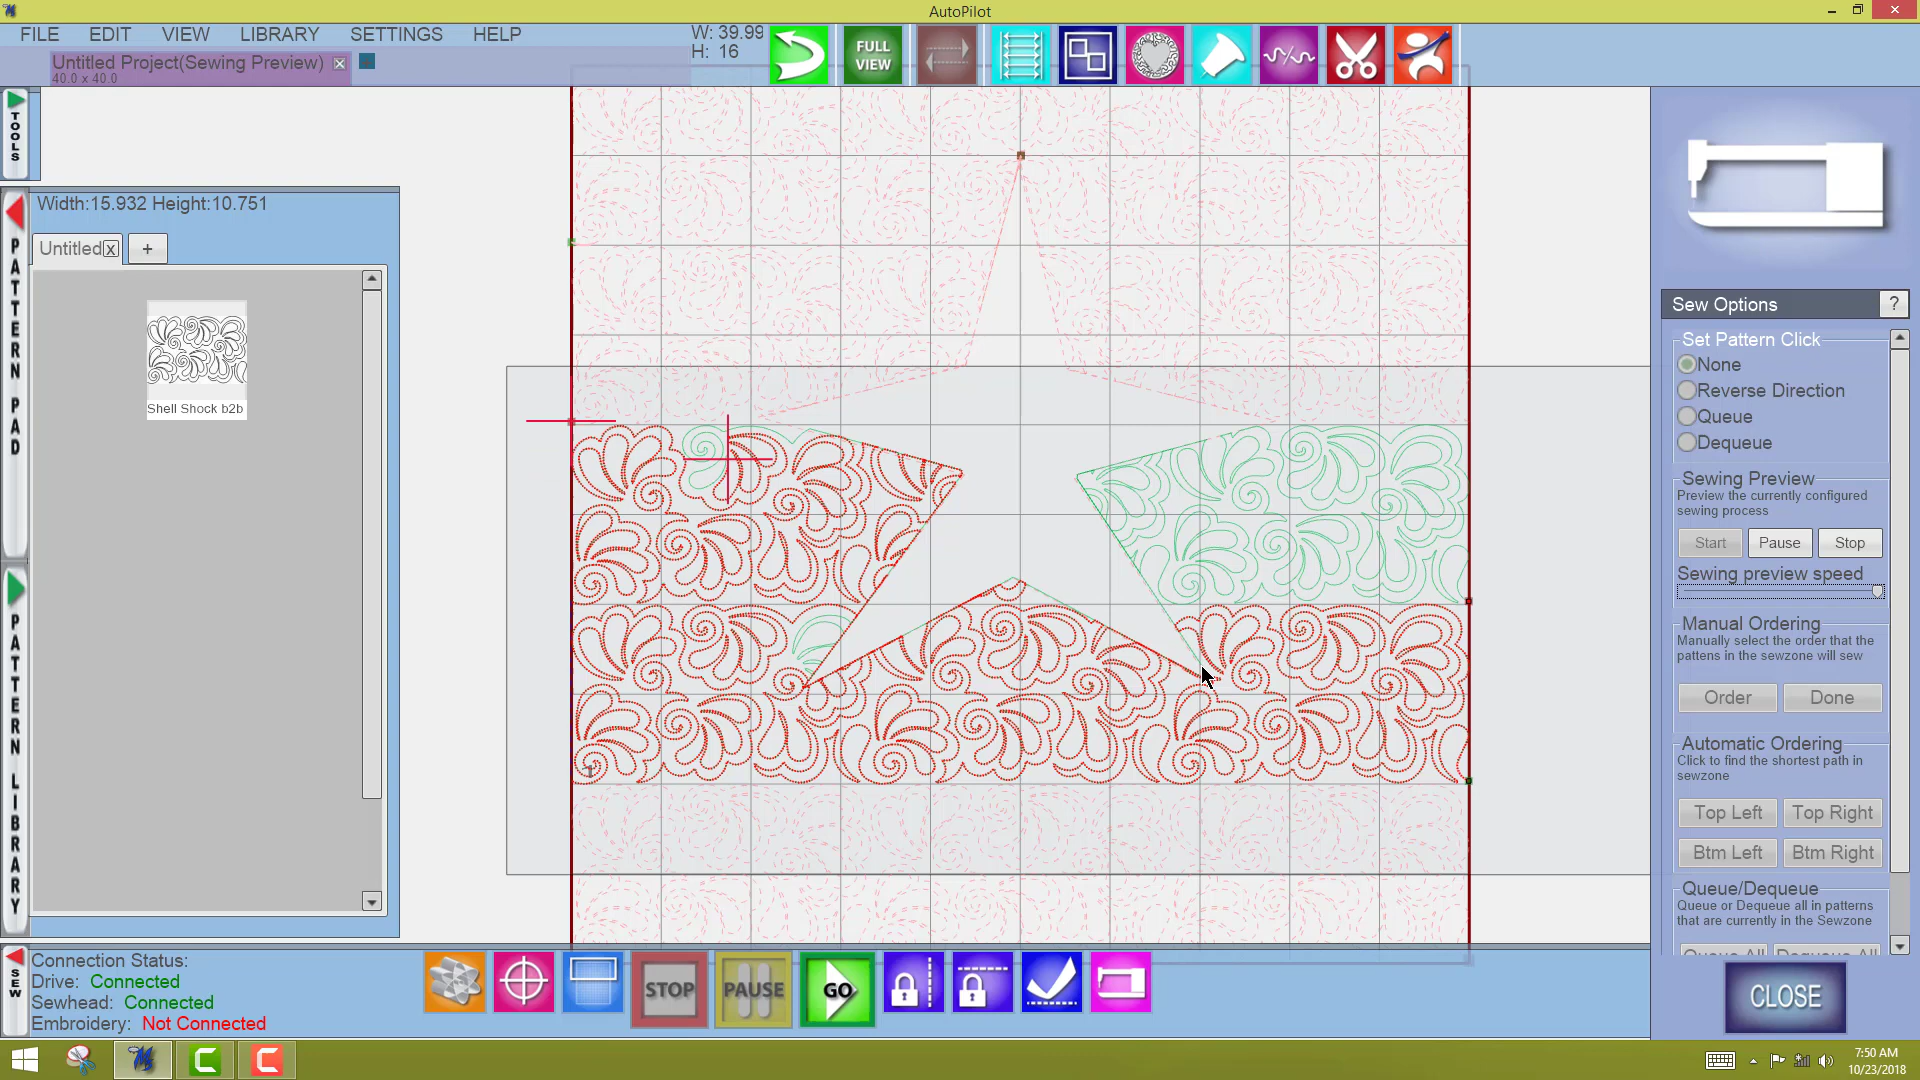 AutoPilot
FILE EDIT VIEW LIBRARY SETTINGS HELP
W: 39.99
H: 16
FULL VIEW
Untitled Project(Sewing Preview)
40.0 x 40.0
TOOLS
Width:15.932 Height:10.751
Untitled X +
PATTERN PAD
Shell Shock b2b
PATTERN LIBRARY
1
Sew Options ?
Set Pattern Click
None
Reverse Direction
Queue
Dequeue
Sewing Preview
Preview the currently configured
sewing process
Start Pause Stop
Sewing preview speed
Manual Ordering
Manually select the order that the
pattens in the sewzone will sew
Order Done
Automatic Ordering
Click to find the shortest path in
sewzone
Top Left Top Right
Btm Left Btm Right
Queue/Dequeue
Queue or Dequeue all in patterns
that are currently in the Sewzone
Queue All Dequeue All
CLOSE
SEW
Connection Status:
Drive: Connected
Sewhead: Connected
Embroidery: Not Connected
STOP PAUSE GO
7:50 AM
10/23/2018